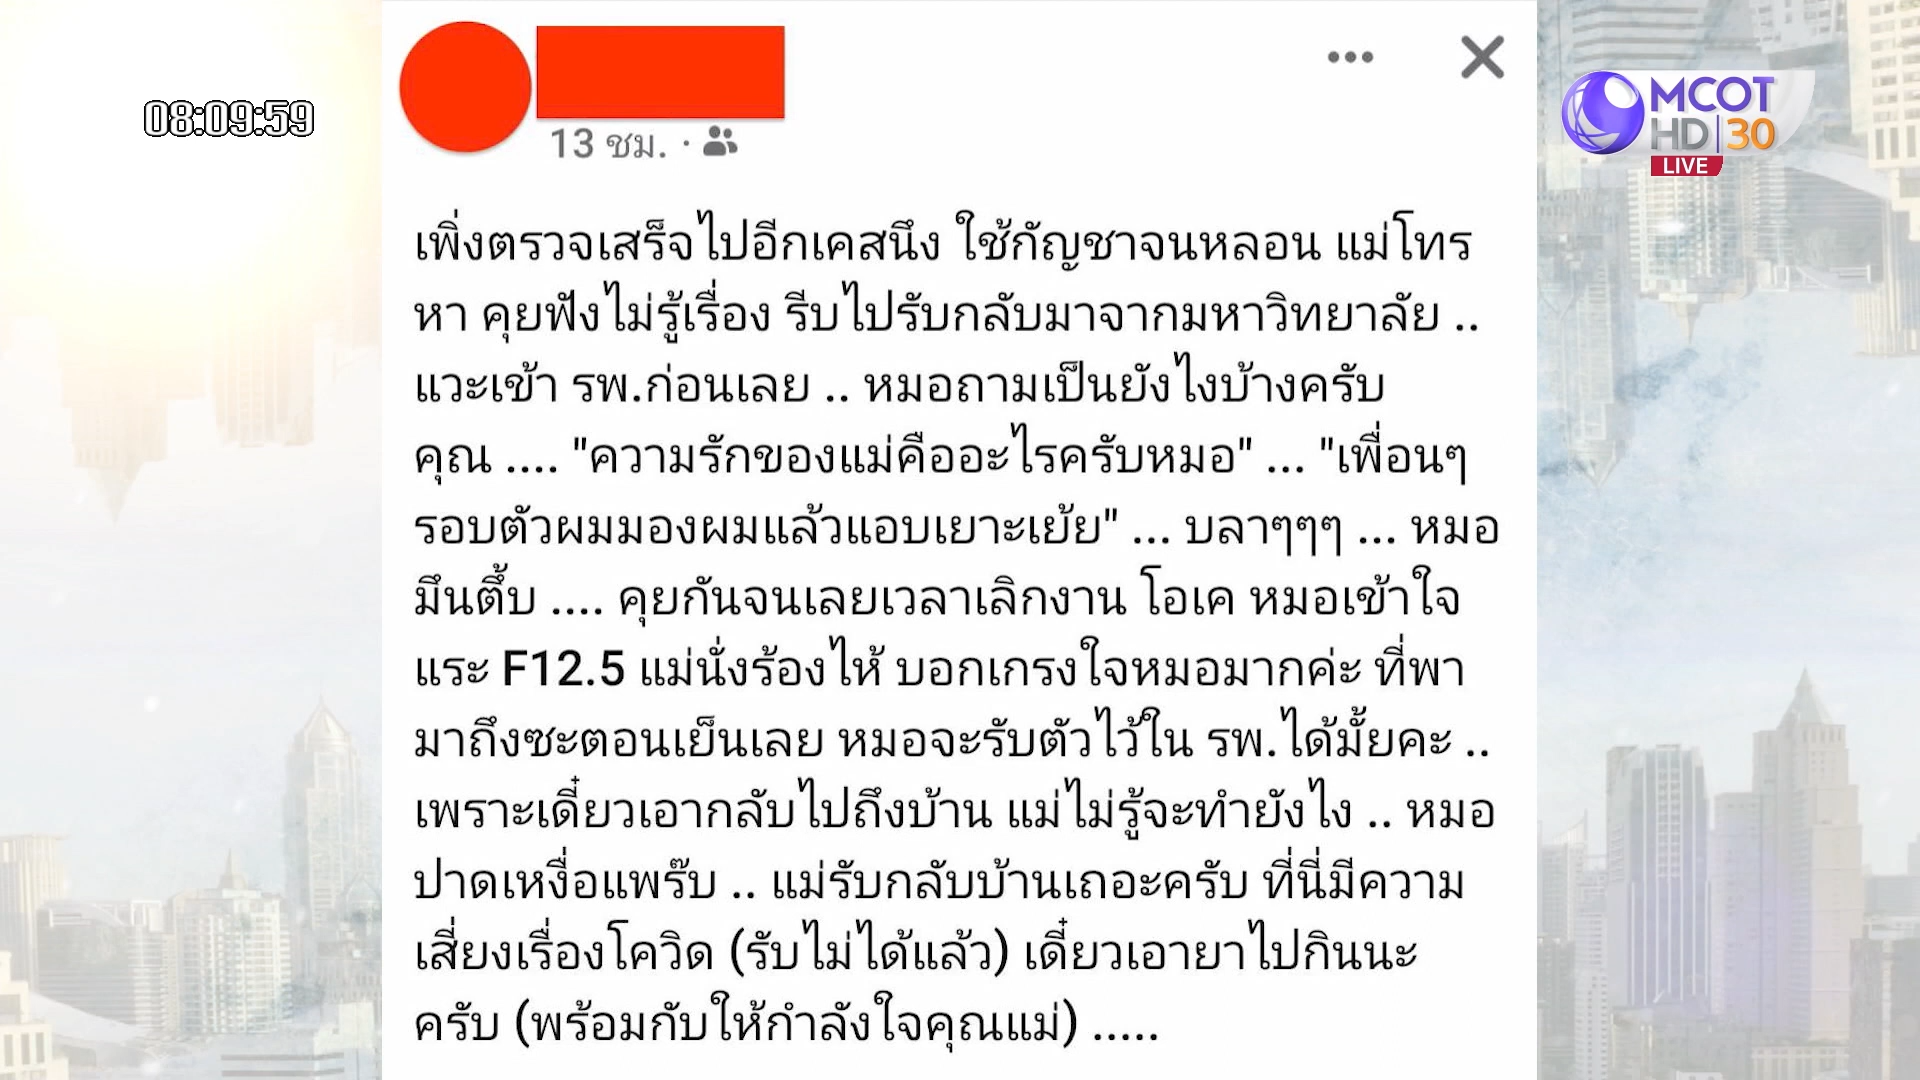 08:09:59
MCOT
HD|30
LIVE
13 ชม. ·
เพิ่งตรวจเสร็จไปอีกเคสนึง ใช้กัญชาจนหลอน แม่โทร
หา คุยฟังไม่รู้เรื่อง รีบไปรับกลับมาจากมหาวิทยาลัย ..
แวะเข้า รพ.ก่อนเลย .. หมอถามเป็นยังไงบ้างครับ
คุณ .... "ความรักของแม่คืออะไรครับหมอ" ... "เพื่อนๆ
รอบตัวผมมองผมแล้วแอบเยาะเย้ย" ... บลาๆๆๆ ... หมอ
มึนตึ้บ .... คุยกันจนเลยเวลาเลิกงาน โอเค หมอเข้าใจ
แระ F12.5 แม่นั่งร้องไห้ บอกเกรงใจหมอมากค่ะ ที่พา
มาถึงซะตอนเย็นเลย หมอจะรับตัวไว้ใน รพ.ได้มั้ยคะ ..
เพราะเดี๋ยวเอากลับไปถึงบ้าน แม่ไม่รู้จะทำยังไง .. หมอ
ปาดเหงื่อแพร๊บ .. แม่รับกลับบ้านเถอะครับ ที่นี่มีความ
เสี่ยงเรื่องโควิด (รับไม่ได้แล้ว) เดี๋ยวเอายาไปกินนะ
ครับ (พร้อมกับให้กำลังใจคุณแม่) .....